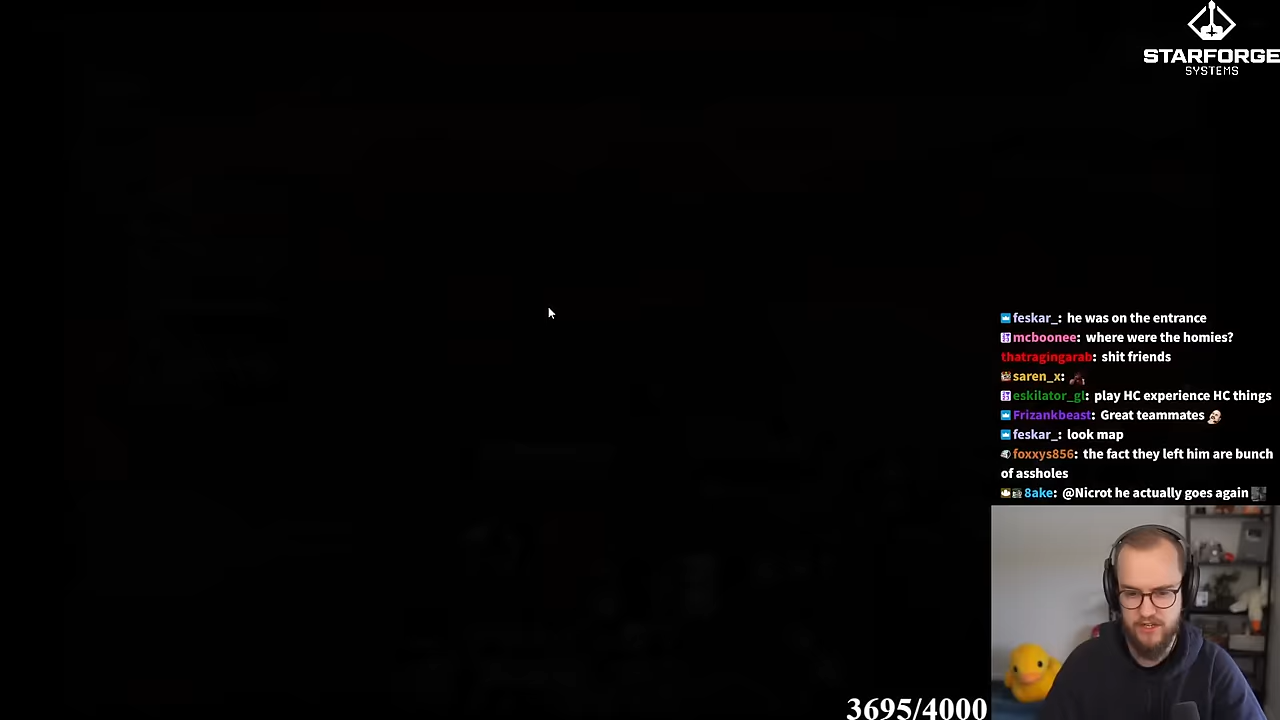 STARFORGE
SYSTEMS
feskar_: he was on the entrance
mcboonee: where were the homies?
thatragingarab: shit friends
saren_x:
eskilator_gl: play HC experience HC things
Frizankbeast: Great teammates
feskar_: look map
foxxys856: the fact they left him are bunch
of assholes
8ake: @Nicrot he actually goes again
3695/4000